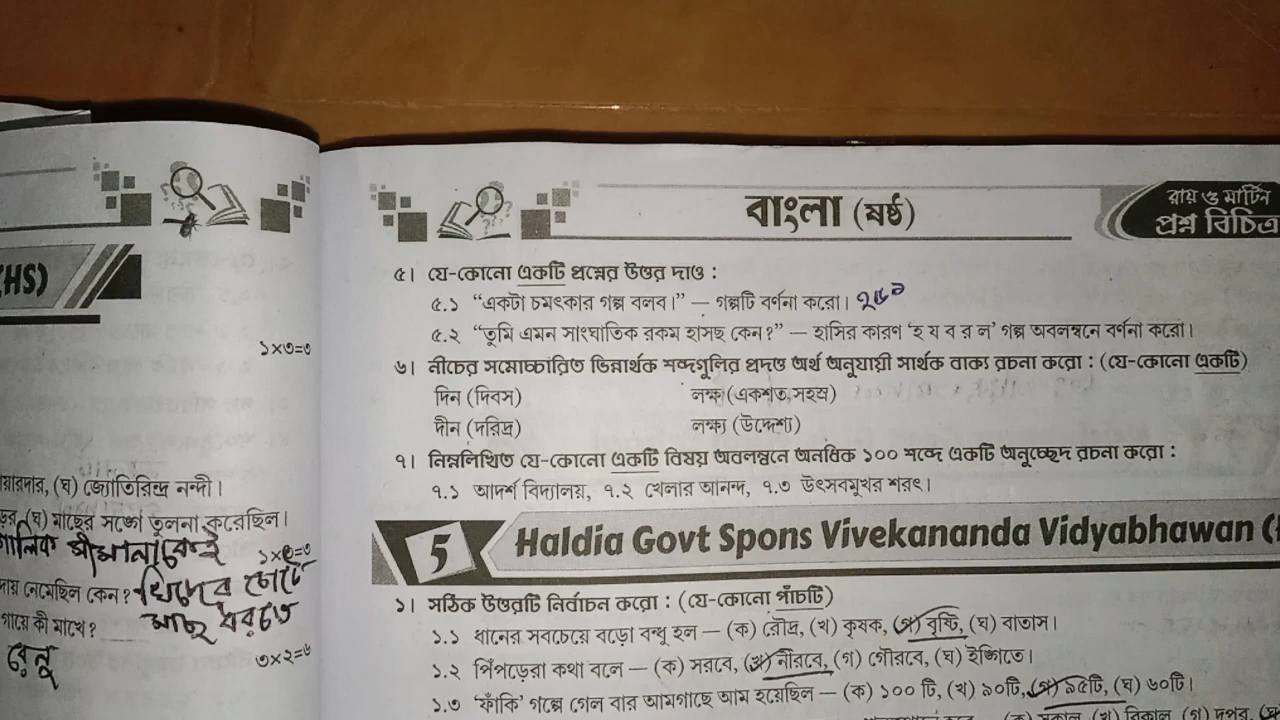 HS)
১×৩=৩
য়ারদার, (ঘ) জ্যোতিরিন্দ্র নন্দী।
(ঘ) মাছের সঙ্গে তুলনা করেছিল।
১×৩=৩
নেমেছিল কেন? খিদের চোটে
মাছ ধরতে
গায়ে কী মাখে?
রেনু
৩×২=৬
বাংলা (ষষ্ঠ)
রায় ও মার্টিন
প্রশ্ন বিচিত্র
৫। যে-কোনো একটি প্রশ্নের উত্তর দাও :
৫.১ “একটা চমৎকার গল্প বলব।” — গল্পটি বর্ণনা করো।
৫.২ “তুমি এমন সাংঘাতিক রকম হাসছ কেন?” — হাসির কারণ ‘হ য ব র ল’ গল্প অবলম্বনে বর্ণনা করো।
৬। নীচের সমোচ্চারিত ভিন্নার্থক শব্দগুলির প্রদত্ত অর্থ অনুযায়ী সার্থক বাক্য রচনা করো : (যে-কোনো একটি)
দিন (দিবস) লক্ষ (একশত সহস্র)
দীন (দরিদ্র) লক্ষ্য (উদ্দেশ্য)
৭। নিম্নলিখিত যে-কোনো একটি বিষয় অবলম্বনে অনধিক ১০০ শব্দে একটি অনুচ্ছেদ রচনা করো :
৭.১ আদর্শ বিদ্যালয়, ৭.২ খেলার আনন্দ, ৭.৩ উৎসবমুখর শরৎ।
5 Haldia Govt Spons Vivekananda Vidyabhawan (
১। সঠিক উত্তরটি নির্বাচন করো : (যে-কোনো পাঁচটি)
১.১ ধানের সবচেয়ে বড়ো বন্ধু হল — (ক) রৌদ্র, (খ) কৃষক, (গ) বৃষ্টি, (ঘ) বাতাস।
১.২ পিঁপড়েরা কথা বলে — (ক) সরবে, (খ) নীরবে, (গ) গৌরবে, (ঘ) ইঙ্গিতে।
১.৩ ‘ফাঁকি’ গল্পে গেল বার আমগাছে আম হয়েছিল — (ক) ১০০ টি, (খ) ৯০টি, (গ) ৯৫টি, (ঘ) ৬০টি।
(ক) সকাল, (খ) বিকাল, (গ) দুপুর,